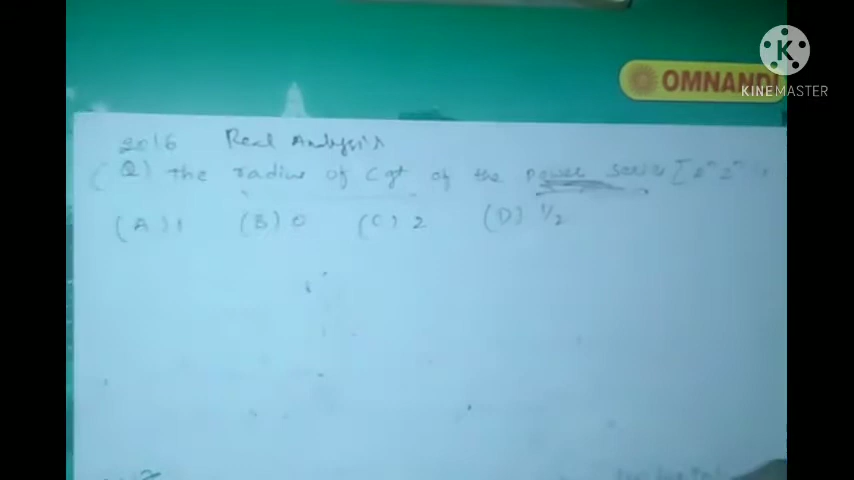 OMNANDI
KINEMASTER
2016 Real Analysis
(Q) the radius of Cgt of the power series
(A) 1 (B) 0 (C) 2 (D) 1/2